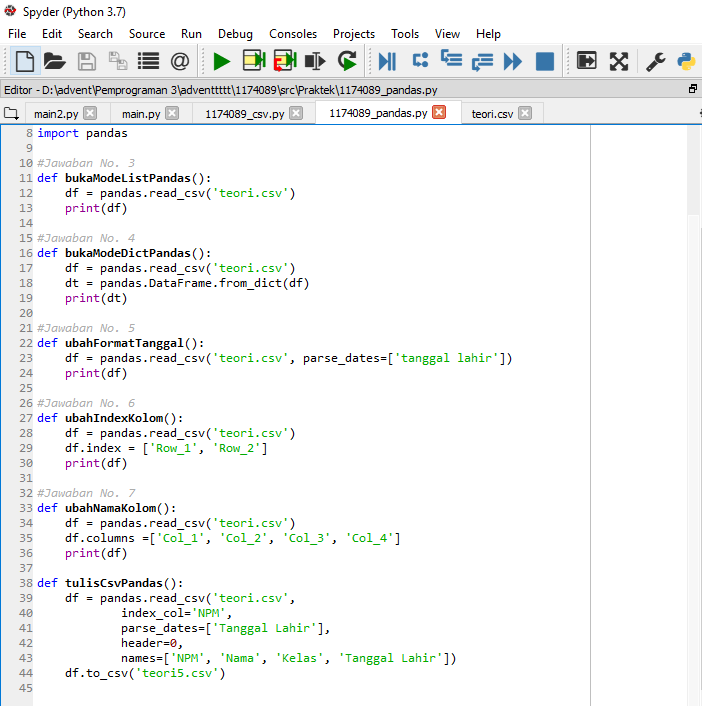 Spyder (Python 3.7)
File Edit Search Source Run Debug Consoles Projects Tools View Help
Editor - D:\advent\Pemprograman 3\adventtttt\1174089\src\Praktek\1174089_pandas.py
main2.py main.py 1174089_csv.py 1174089_pandas.py teori.csv
8 import pandas
9
10 #Jawaban No. 3
11 def bukaModeListPandas():
12     df = pandas.read_csv('teori.csv')
13     print(df)
14
15 #Jawaban No. 4
16 def bukaModeDictPandas():
17     df = pandas.read_csv('teori.csv')
18     dt = pandas.DataFrame.from_dict(df)
19     print(dt)
20
21 #Jawaban No. 5
22 def ubahFormatTanggal():
23     df = pandas.read_csv('teori.csv', parse_dates=['tanggal lahir'])
24     print(df)
25
26 #Jawaban No. 6
27 def ubahIndexKolom():
28     df = pandas.read_csv('teori.csv')
29     df.index = ['Row_1', 'Row_2']
30     print(df)
31
32 #Jawaban No. 7
33 def ubahNamaKolom():
34     df = pandas.read_csv('teori.csv')
35     df.columns =['Col_1', 'Col_2', 'Col_3', 'Col_4']
36     print(df)
37
38 def tulisCsvPandas():
39     df = pandas.read_csv('teori.csv',
40             index_col='NPM',
41             parse_dates=['Tanggal Lahir'],
42             header=0,
43             names=['NPM', 'Nama', 'Kelas', 'Tanggal Lahir'])
44     df.to_csv('teori5.csv')
45